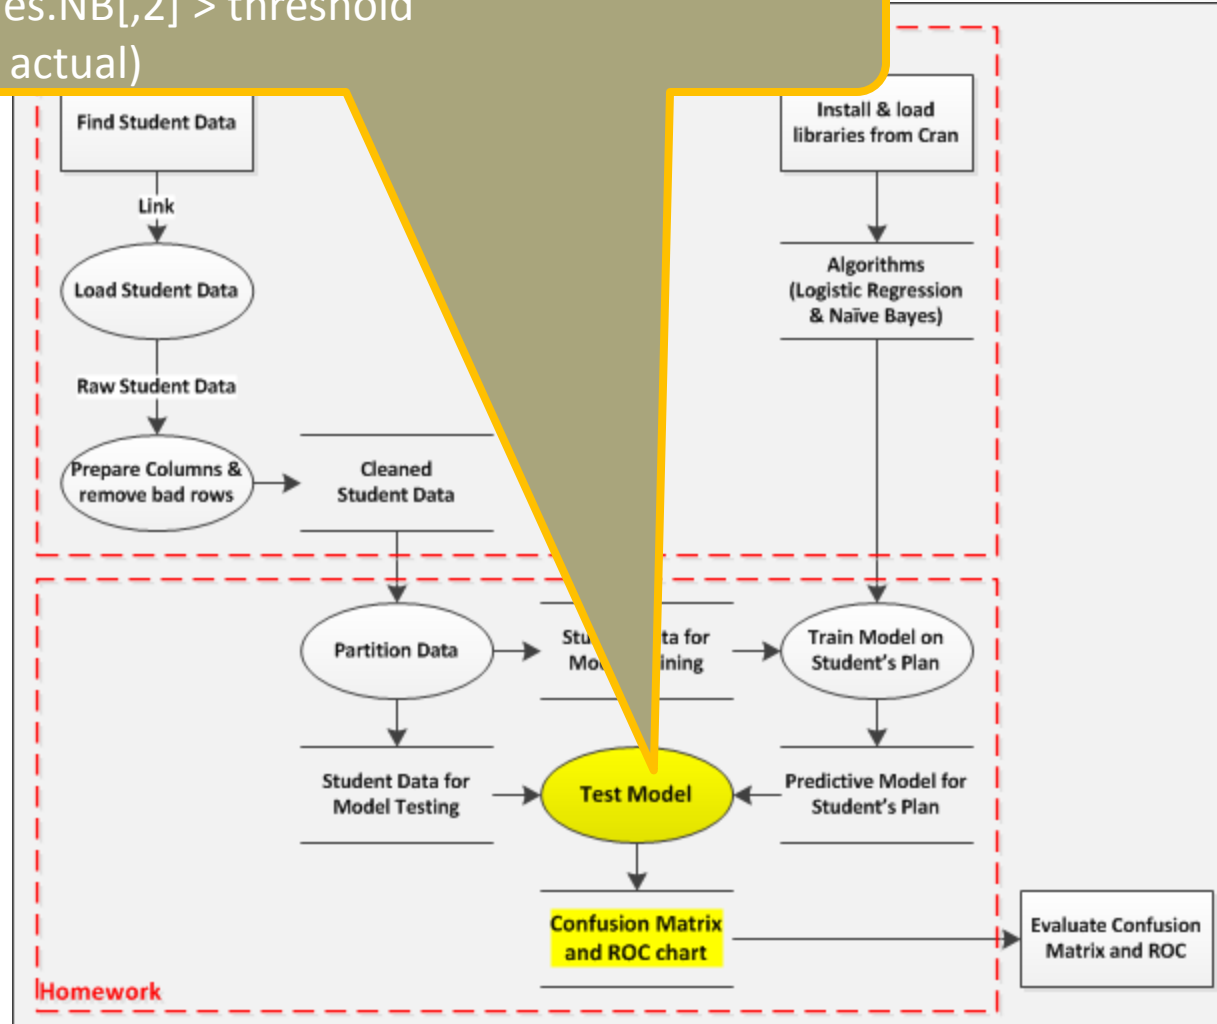 es.NB[,2] > threshold
actual)
Find Student Data
Install & load
libraries from Cran
Link
Load Student Data
Algorithms
(Logistic Regression
& Naïve Bayes)
Raw Student Data
Prepare Columns &
remove bad rows
Cleaned
Student Data
Partition Data
ta for
ining
Train Model on
Student's Plan
Student Data for
Model Testing
Test Model
Predictive Model for
Student's Plan
Confusion Matrix
and ROC chart
Evaluate Confusion
Matrix and ROC
Homework